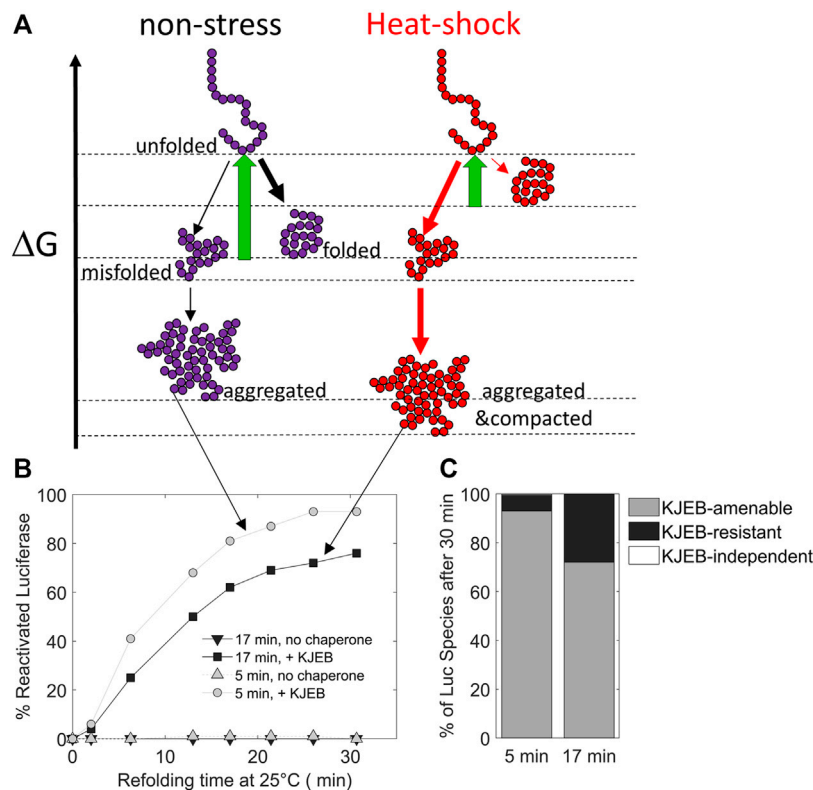 A
non-stress
Heat-shock
unfolded
ΔG
folded
misfolded
aggregated
aggregated
&compacted
B
C
% Reactivated Luciferase
100
80
60
40
20
0
17 min, no chaperone
17 min, + KJEB
5 min, no chaperone
5 min, + KJEB
0 10 20 30
Refolding time at 25°C ( min)
% of Luc Species after 30 min
100
80
60
40
20
0
5 min 17 min
KJEB-amenable
KJEB-resistant
KJEB-independent